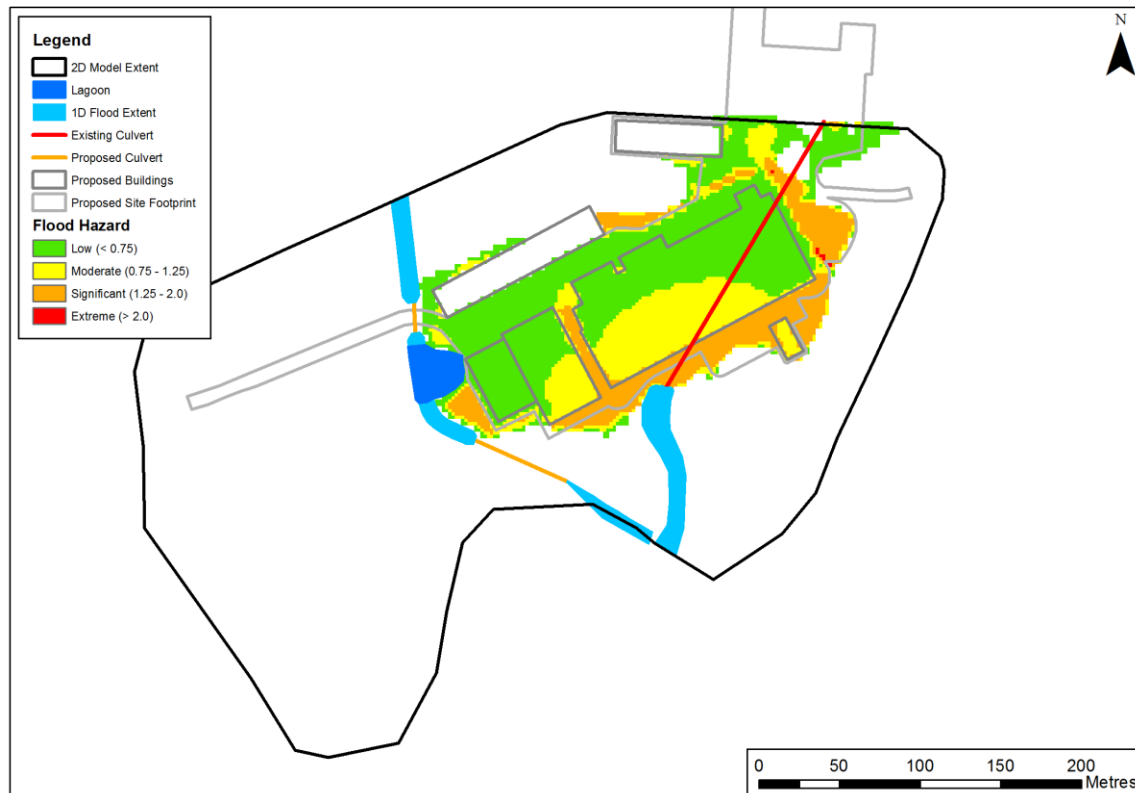 N
Legend
2D Model Extent
Lagoon
1D Flood Extent
Existing Culvert
Proposed Culvert
Proposed Buildings
Proposed Site Footprint
Flood Hazard
Low (< 0.75)
Moderate (0.75 - 1.25)
Significant (1.25 - 2.0)
Extreme (> 2.0)
0 50 100 150 200
Metres